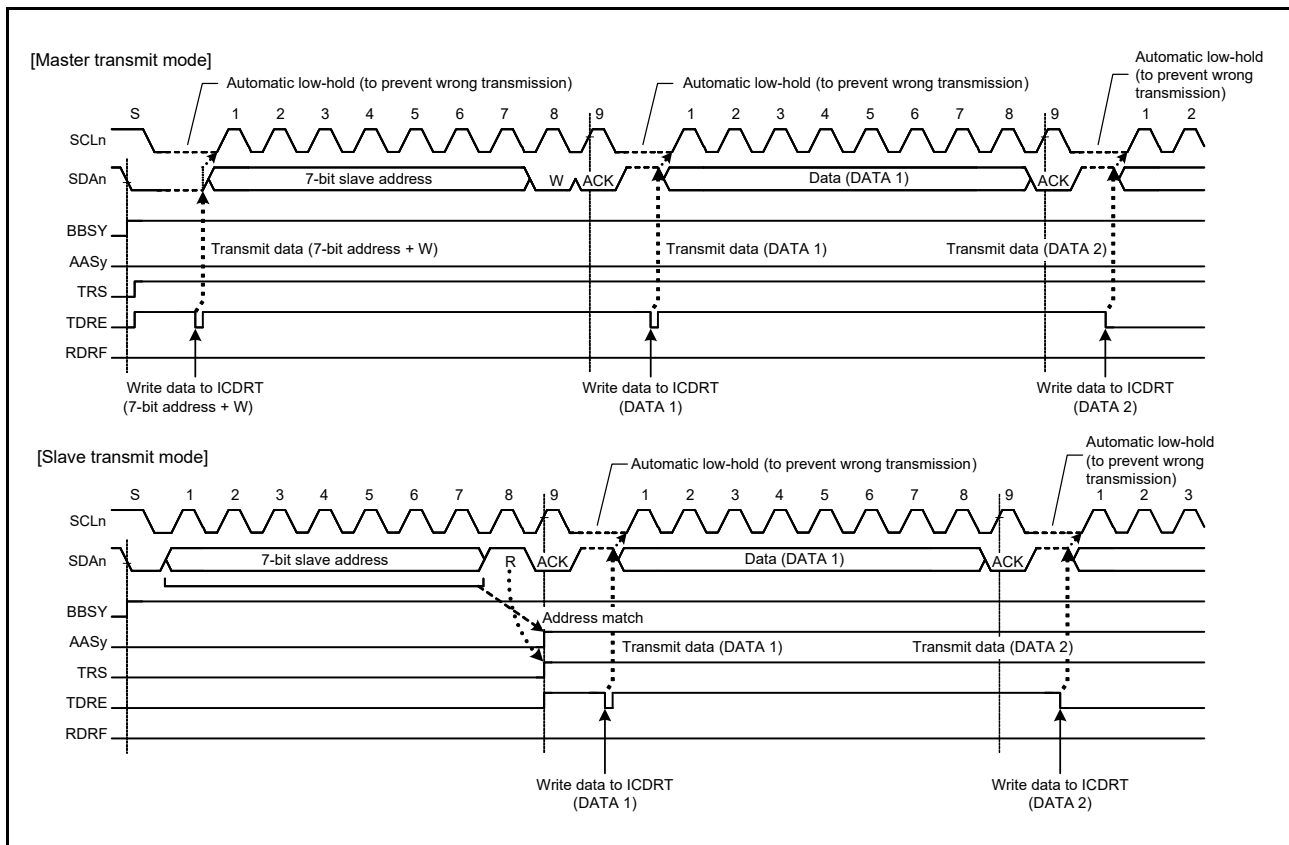 [Master transmit mode]
Automatic low-hold (to prevent wrong transmission)
Automatic low-hold (to prevent wrong transmission)
Automatic low-hold
(to prevent wrong
transmission)
S 1 2 3 4 5 6 7 8 9 1 2 3 4 5 6 7 8 9 1 2
SCLn
SDAn 7-bit slave address W ACK Data (DATA 1) ACK
BBSY
Transmit data (7-bit address + W) Transmit data (DATA 1) Transmit data (DATA 2)
AASy
TRS
TDRE
RDRF
Write data to ICDRT
(7-bit address + W)
Write data to ICDRT
(DATA 1)
Write data to ICDRT
(DATA 2)
[Slave transmit mode]
Automatic low-hold (to prevent wrong transmission)
Automatic low-hold
(to prevent wrong
transmission)
S 1 2 3 4 5 6 7 8 9 1 2 3 4 5 6 7 8 9 1 2 3
SCLn
SDAn 7-bit slave address R ACK Data (DATA 1) ACK
BBSY
Address match
AASy
Transmit data (DATA 1) Transmit data (DATA 2)
TRS
TDRE
RDRF
Write data to ICDRT
(DATA 1)
Write data to ICDRT
(DATA 2)